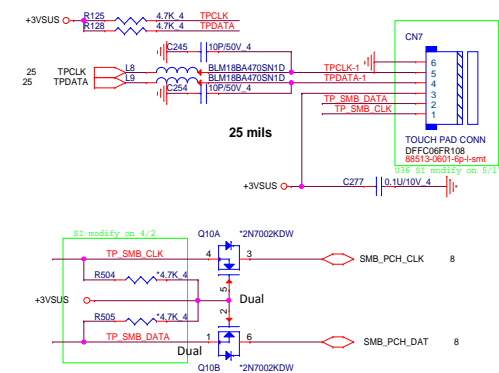 +3VSUS R125 4.7K_4 TPCLK
R128 4.7K_4 TPDATA
C245 10P/50V_4
25 TPCLK L8 BLM18BA470SN1D TPCLK-1
25 TPDATA L9 BLM18BA470SN1D TPDATA-1
C254 10P/50V_4
CN7
6
5
4
3
TP_SMB_DATA 2
TP_SMB_CLK 1
25 mils
TOUCH PAD CONN
DFFC06FR108
88513-0601-6p-l-smt
U36 SI modify on 5/1
+3VSUS C277 0.1U/10V_4
SI modify on 4/2
Q10A *2N7002KDW
TP_SMB_CLK 4 3 SMB_PCH_CLK 8
R504 *4.7K_4
5
+3VSUS Dual
2
R505 *4.7K_4
TP_SMB_DATA 1 6 SMB_PCH_DAT 8
Dual
Q10B *2N7002KDW